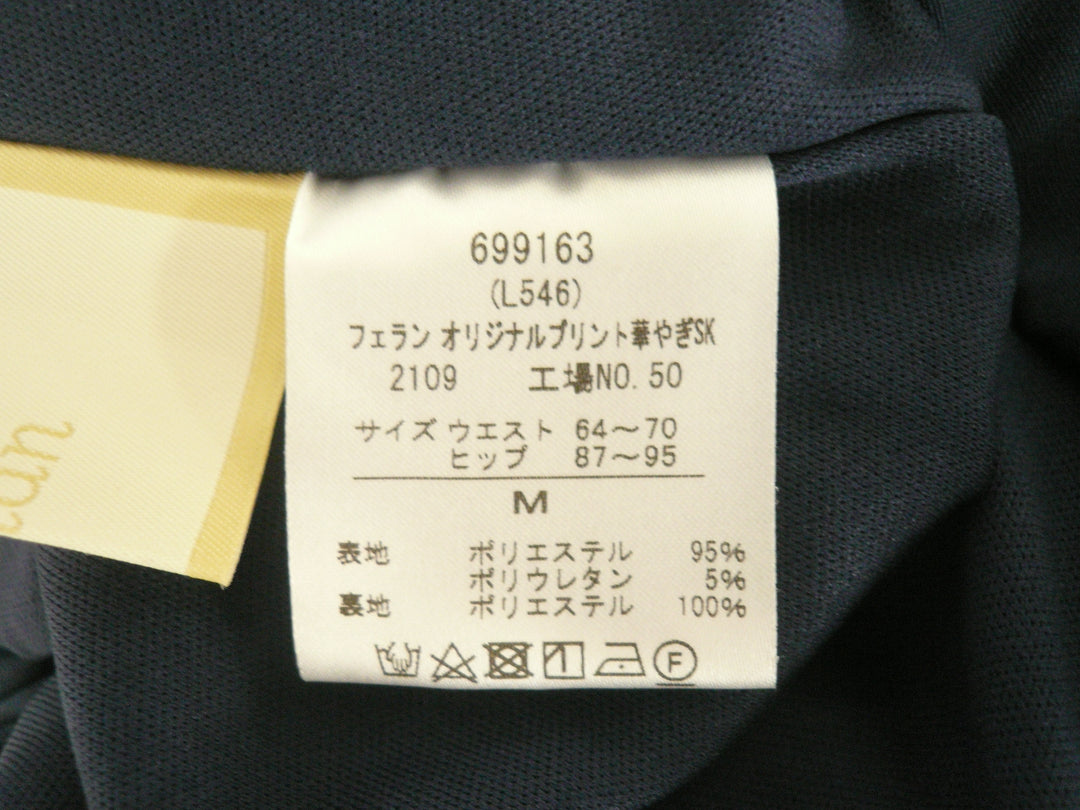 699163
(L546)
フェラン オリジナルプリント華やぎSK
2109 工場NO.50
サイズ ウエスト 64〜70
ヒップ 87〜95
M
表地 ポリエステル 95%
ポリウレタン 5%
裏地 ポリエステル 100%
F